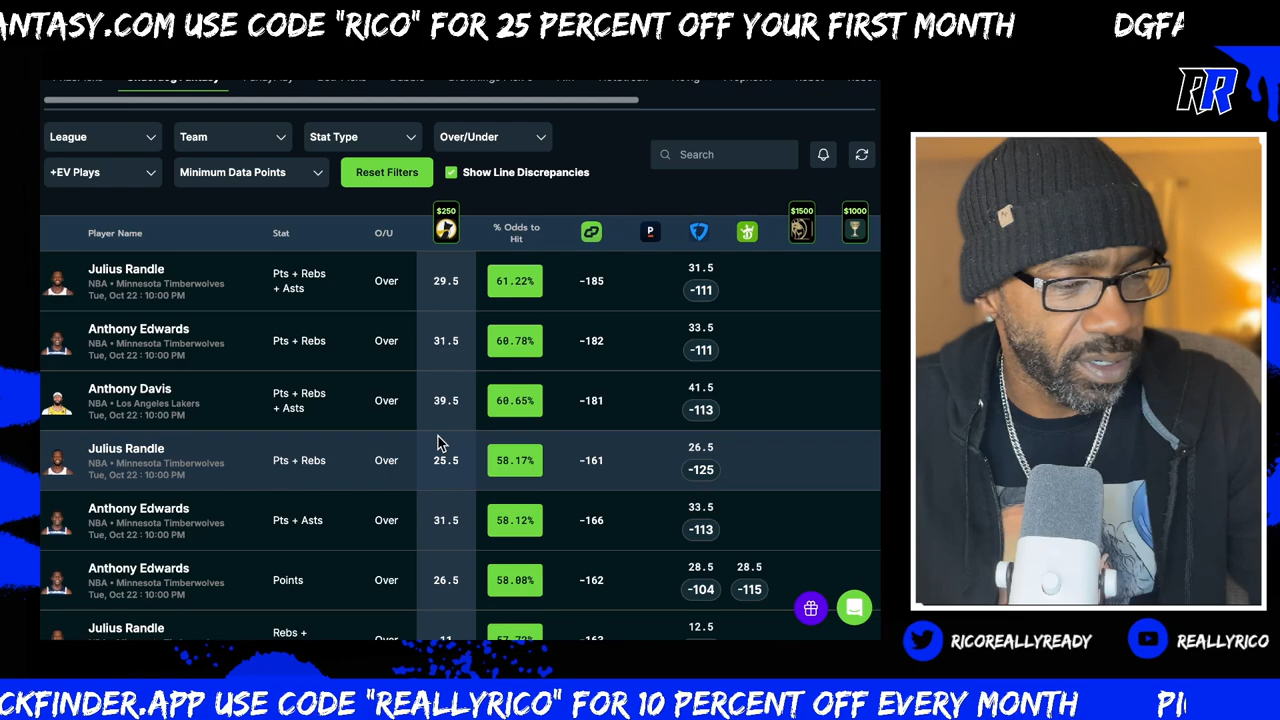 ANTASY.COM USE CODE "RICO" FOR 25 PERCENT OFF YOUR FIRST MONTH DGFA
RR
League Team Stat Type Over/Under
Search
+EV Plays Minimum Data Points Reset Filters Show Line Discrepancies
$250 $1500 $1000
Player Name Stat O/U % Odds to
Hit
P
Julius Randle
NBA • Minnesota Timberwolves
Tue, Oct 22 : 10:00 PM
Pts + Rebs
+ Asts
Over 29.5 61.22% -185
31.5
-111
Anthony Edwards
NBA • Minnesota Timberwolves
Tue, Oct 22 : 10:00 PM
Pts + Rebs Over 31.5 60.78% -182
33.5
-111
Anthony Davis
NBA • Los Angeles Lakers
Tue, Oct 22 : 10:00 PM
Pts + Rebs
+ Asts
Over 39.5 60.65% -181
41.5
-113
Julius Randle
NBA • Minnesota Timberwolves
Tue, Oct 22 : 10:00 PM
Pts + Rebs Over 25.5 58.17% -161
26.5
-125
Anthony Edwards
NBA • Minnesota Timberwolves
Tue, Oct 22 : 10:00 PM
Pts + Asts Over 31.5 58.12% -166
33.5
-113
Anthony Edwards
NBA • Minnesota Timberwolves
Tue, Oct 22 : 10:00 PM
Points Over 26.5 58.08% -162
28.5 28.5
-104 -115
Julius Randle
Rebs +
12.5
RICOREALLYREADY REALLYRICO
CKFINDER.APP USE CODE "REALLYRICO" FOR 10 PERCENT OFF EVERY MONTH PI